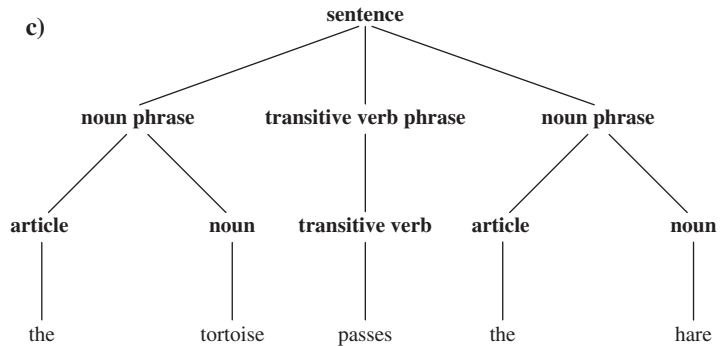 c)
sentence
noun phrase transitive verb phrase noun phrase
article noun transitive verb article noun
the tortoise passes the hare